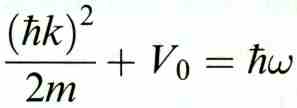 (ħk)²/2m + V₀ = ħω